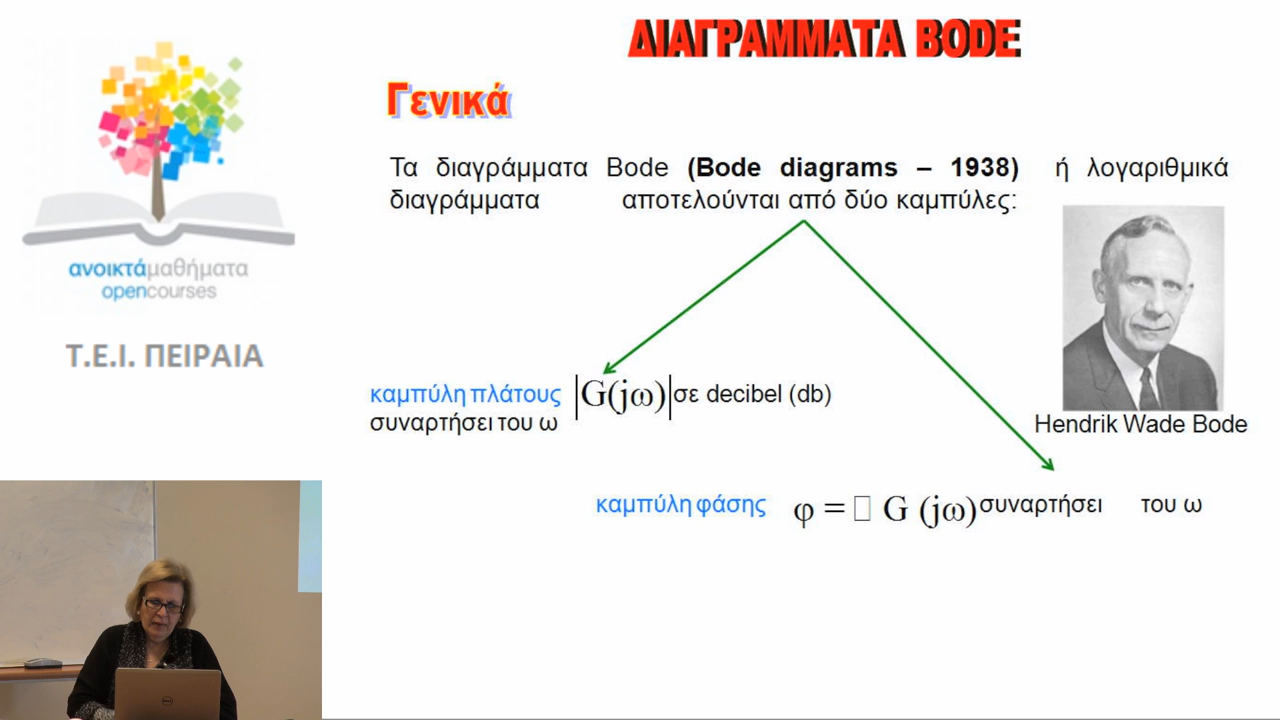 ΔΙΑΓΡΑΜΜΑΤΑ BODE
Γενικά
Τα διαγράμματα Bode (Bode diagrams – 1938) ή λογαριθμικά
διαγράμματα αποτελούνται από δύο καμπύλες:
ανοικτάμαθήματα
opencourses
Τ.Ε.Ι. ΠΕΙΡΑΙΑ
καμπύλη πλάτους |G(jω)| σε decibel (db)
συναρτήσει του ω
Hendrik Wade Bode
καμπύλη φάσης φ = □ G (jω) συναρτήσει του ω
DELL